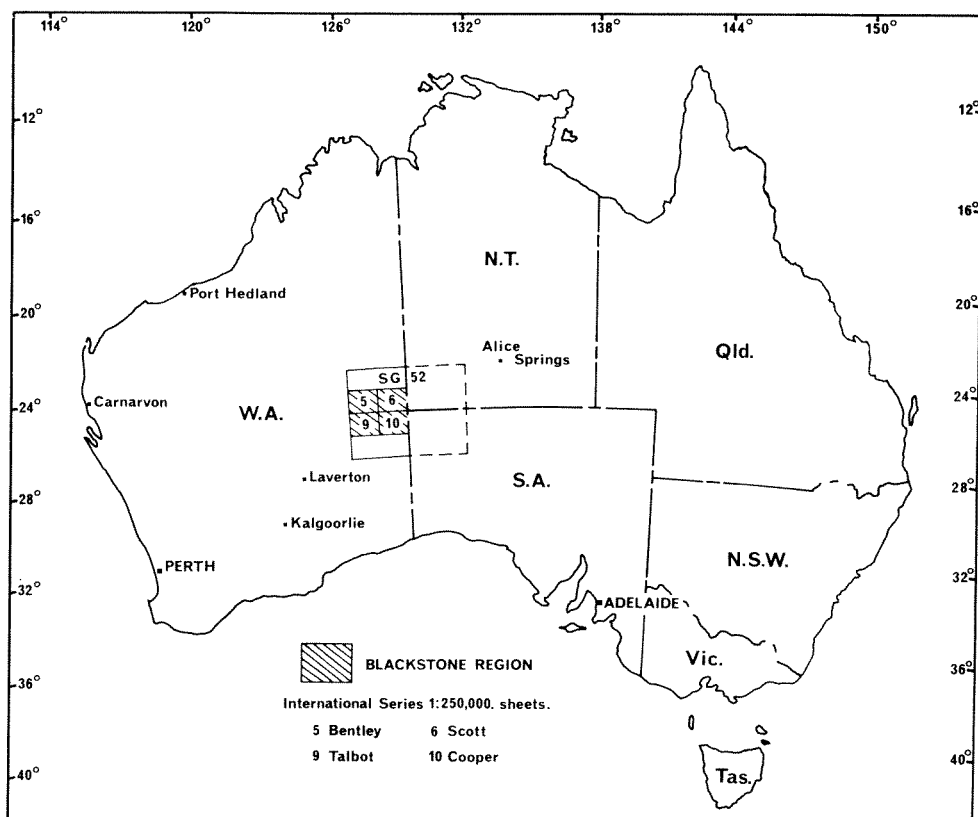 114° 120° 126° 132° 138° 144° 150°
12° 12°
16° 16°
N.T.
Port Hedland
20° 20°
Alice
Springs
Qld.
SG 52
5 6
24° Carnarvon W.A. 24°
9 10
Laverton S.A.
28° 28°
Kalgoorlie
N.S.W.
PERTH
32° ADELAIDE 32°
Vic.
BLACKSTONE REGION
36° 36°
International Series 1:250,000. sheets.
5 Bentley 6 Scott
9 Talbot 10 Cooper
40° 40°
Tas.